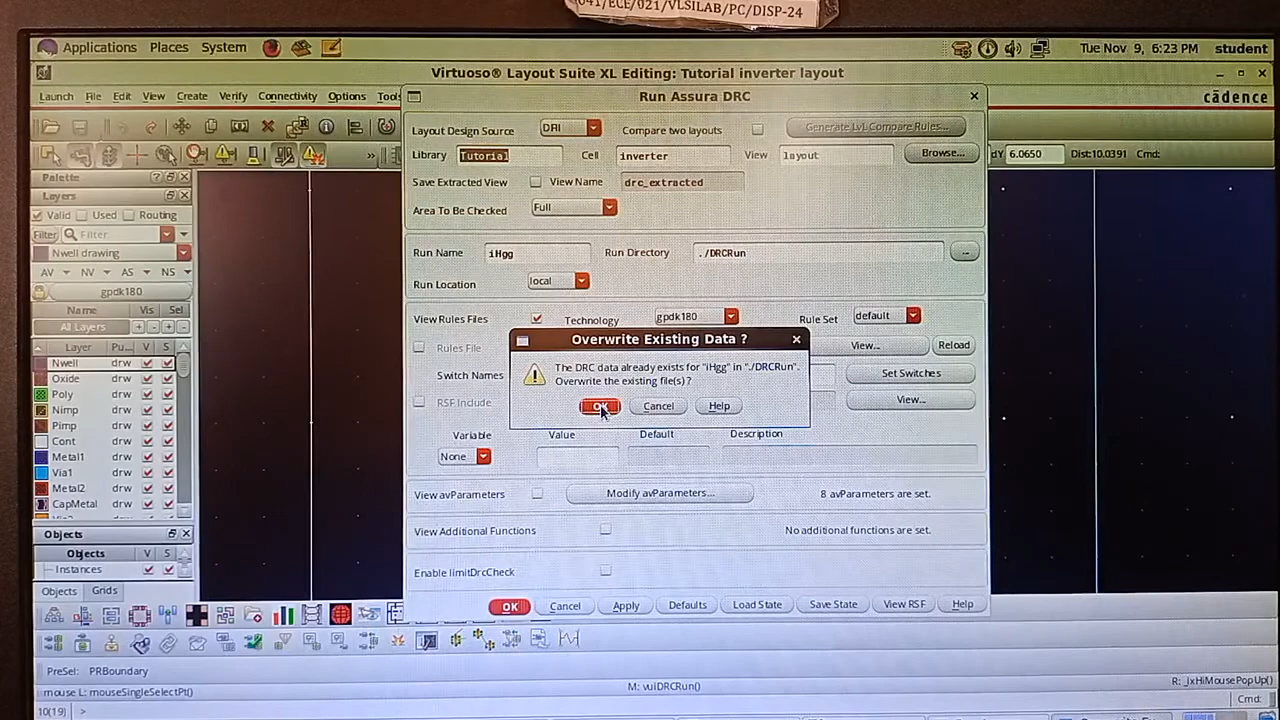 041/ECE/021/VLSILAB/PC/DISP-24
Applications Places System Tue Nov 9, 6:23 PM student
Virtuoso® Layout Suite XL Editing: Tutorial inverter layout
Launch File Edit View Create Verify Connectivity Options Tools cādence
Run Assura DRC
Layout Design Source DFII Compare two layouts Generate LvL Compare Rules...
Library Tutorial Cell inverter View layout Browse...
dY 6.0650 Dist:10.0391 Cmd:
Save Extracted View View Name drc_extracted
Area To Be Checked Full
Palette
Layers
Valid Used Routing
Filter Filter
Nwell drawing
AV NV AS NS
gpdk180
Name Vis Sel
All Layers + - + -
Layer Pu... V S
Nwell drw
Oxide drw
Poly drw
Nimp drw
Pimp drw
Cont drw
Metal1 drw
Via1 drw
Metal2 drw
CapMetal drw
Objects
Objects V S
Instances
Objects Grids
Run Name iHgg Run Directory ./DRCRun ...
Run Location local
View Rules Files Technology gpdk180 Rule Set default
Rules File View... Reload
Switch Names Set Switches
RSF Include View...
Overwrite Existing Data ?
The DRC data already exists for "iHgg" in "./DRCRun".
Overwrite the existing file(s) ?
OK Cancel Help
Variable Value Default Description
None
View avParameters Modify avParameters... 8 avParameters are set.
View Additional Functions No additional functions are set.
Enable limitDrcCheck
OK Cancel Apply Defaults Load State Save State View RSF Help
PreSel: PRBoundary
mouse L: mouseSingleSelectPt() M: vuiDRCRun() R: _lxHiMousePopUp()
10(19) > Cmd: